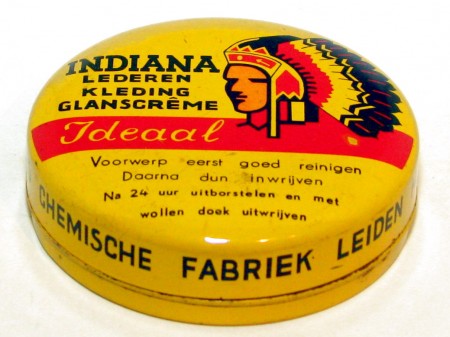 INDIANA
LEDEREN
KLEDING
GLANSCRÊME
Ideaal
Voorwerp eerst goed reinigen
Daarna dun inwrijven
Na 24 uur uitborstelen en met
wollen doek uitwrijven
CHEMISCHE FABRIEK LEIDEN